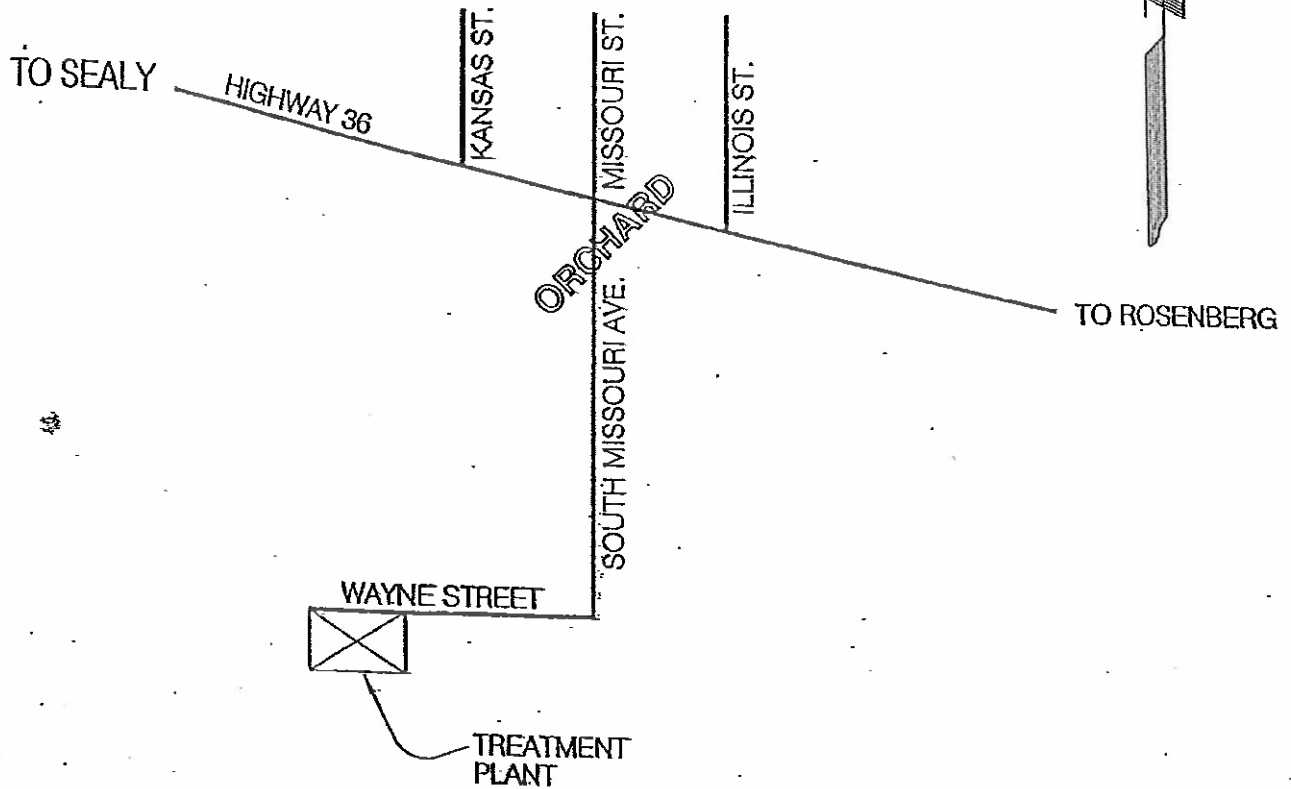 TO SEALY
HIGHWAY 36
KANSAS ST.
MISSOURI ST.
ILLINOIS ST.
ORCHARD
SOUTH MISSOURI AVE.
TO ROSENBERG
WAYNE STREET
TREATMENT
PLANT